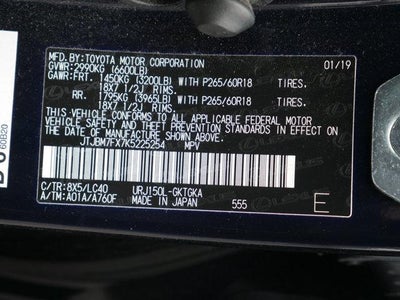 MFD.BY:TOYOTA MOTOR CORPORATION 01/19
GVWR:2990KG (6600LB)
GAWR:FRT. 1450KG (3200LB) WITH P265/60R18 TIRES.
18X7 1/2J RIMS.
RR. 1795KG (3965LB) WITH P265/60R18 TIRES.
18X7 1/2J RIMS.
THIS VEHICLE CONFORMS TO ALL APPLICABLE FEDERAL MOTOR
VEHICLE SAFETY STANDARDS IN EFFECT ON THE DATE OF
MANUFACTURE SHOWN ABOVE.
JTJBM7FX7K5225254 MPV
C/TR:8X5/LC40 URJ150L-GKTGKA
A/TM:A01A/A760F MADE IN JAPAN 555 E
60B20